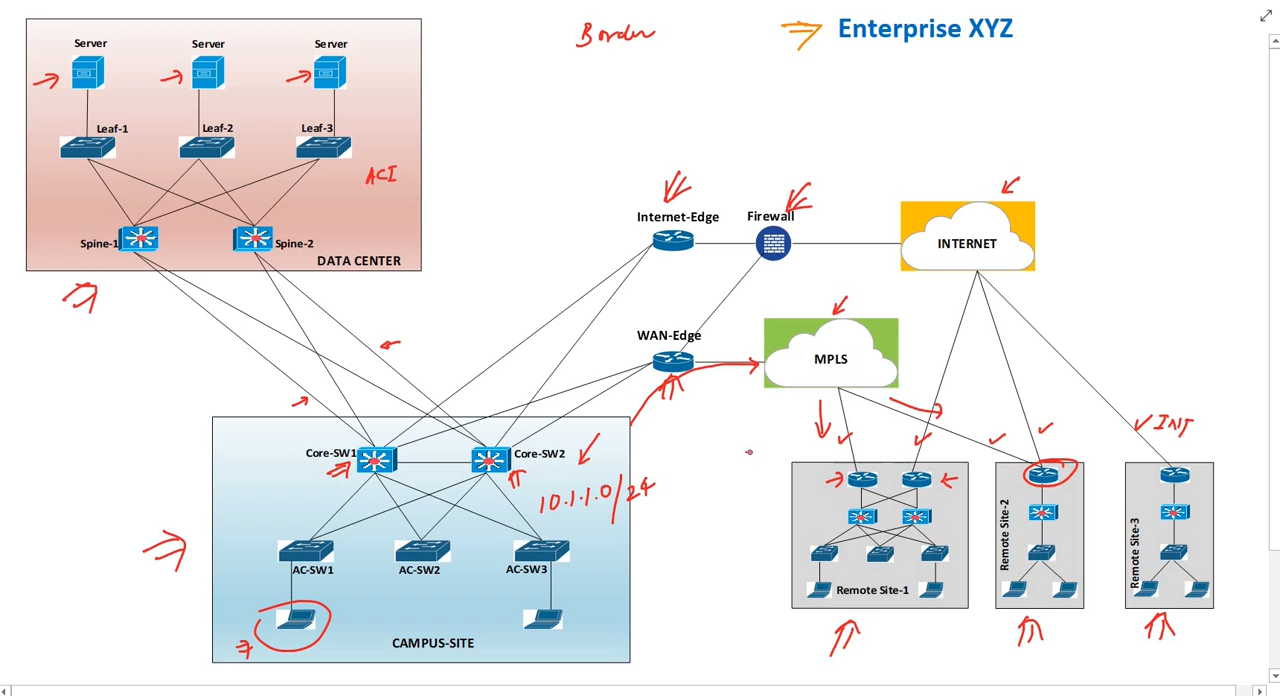 Border
Enterprise XYZ
Server
Server
Server
Leaf-1
Leaf-2
Leaf-3
ACI
Spine-1
Spine-2
DATA CENTER
Internet-Edge
Firewall
INTERNET
WAN-Edge
MPLS
INT
Core-SW1
Core-SW2
10.1.1.0/24
AC-SW1
AC-SW2
AC-SW3
CAMPUS-SITE
Remote Site-1
Remote Site-2
Remote Site-3